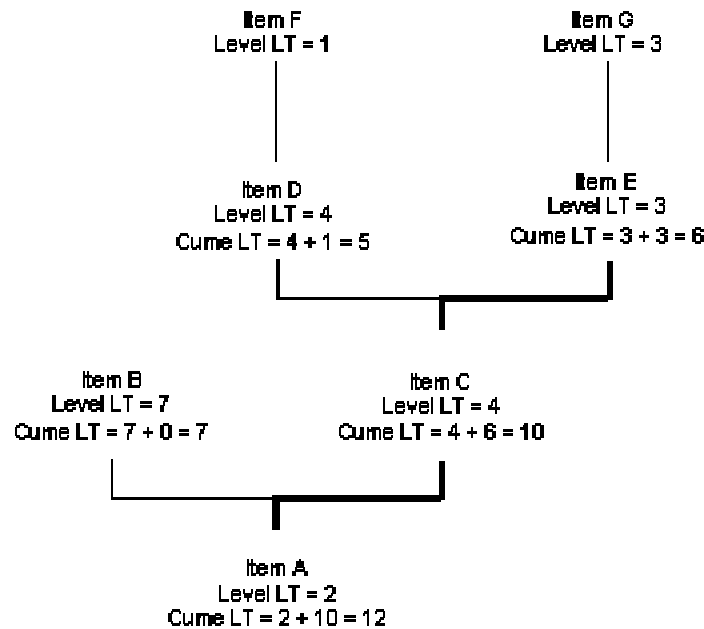 Item F
Level LT = 1
Item G
Level LT = 3
Item D
Level LT = 4
Cume LT = 4 + 1 = 5
Item E
Level LT = 3
Cume LT = 3 + 3 = 6
Item B
Level LT = 7
Cume LT = 7 + 0 = 7
Item C
Level LT = 4
Cume LT = 4 + 6 = 10
Item A
Level LT = 2
Cume LT = 2 + 10 = 12